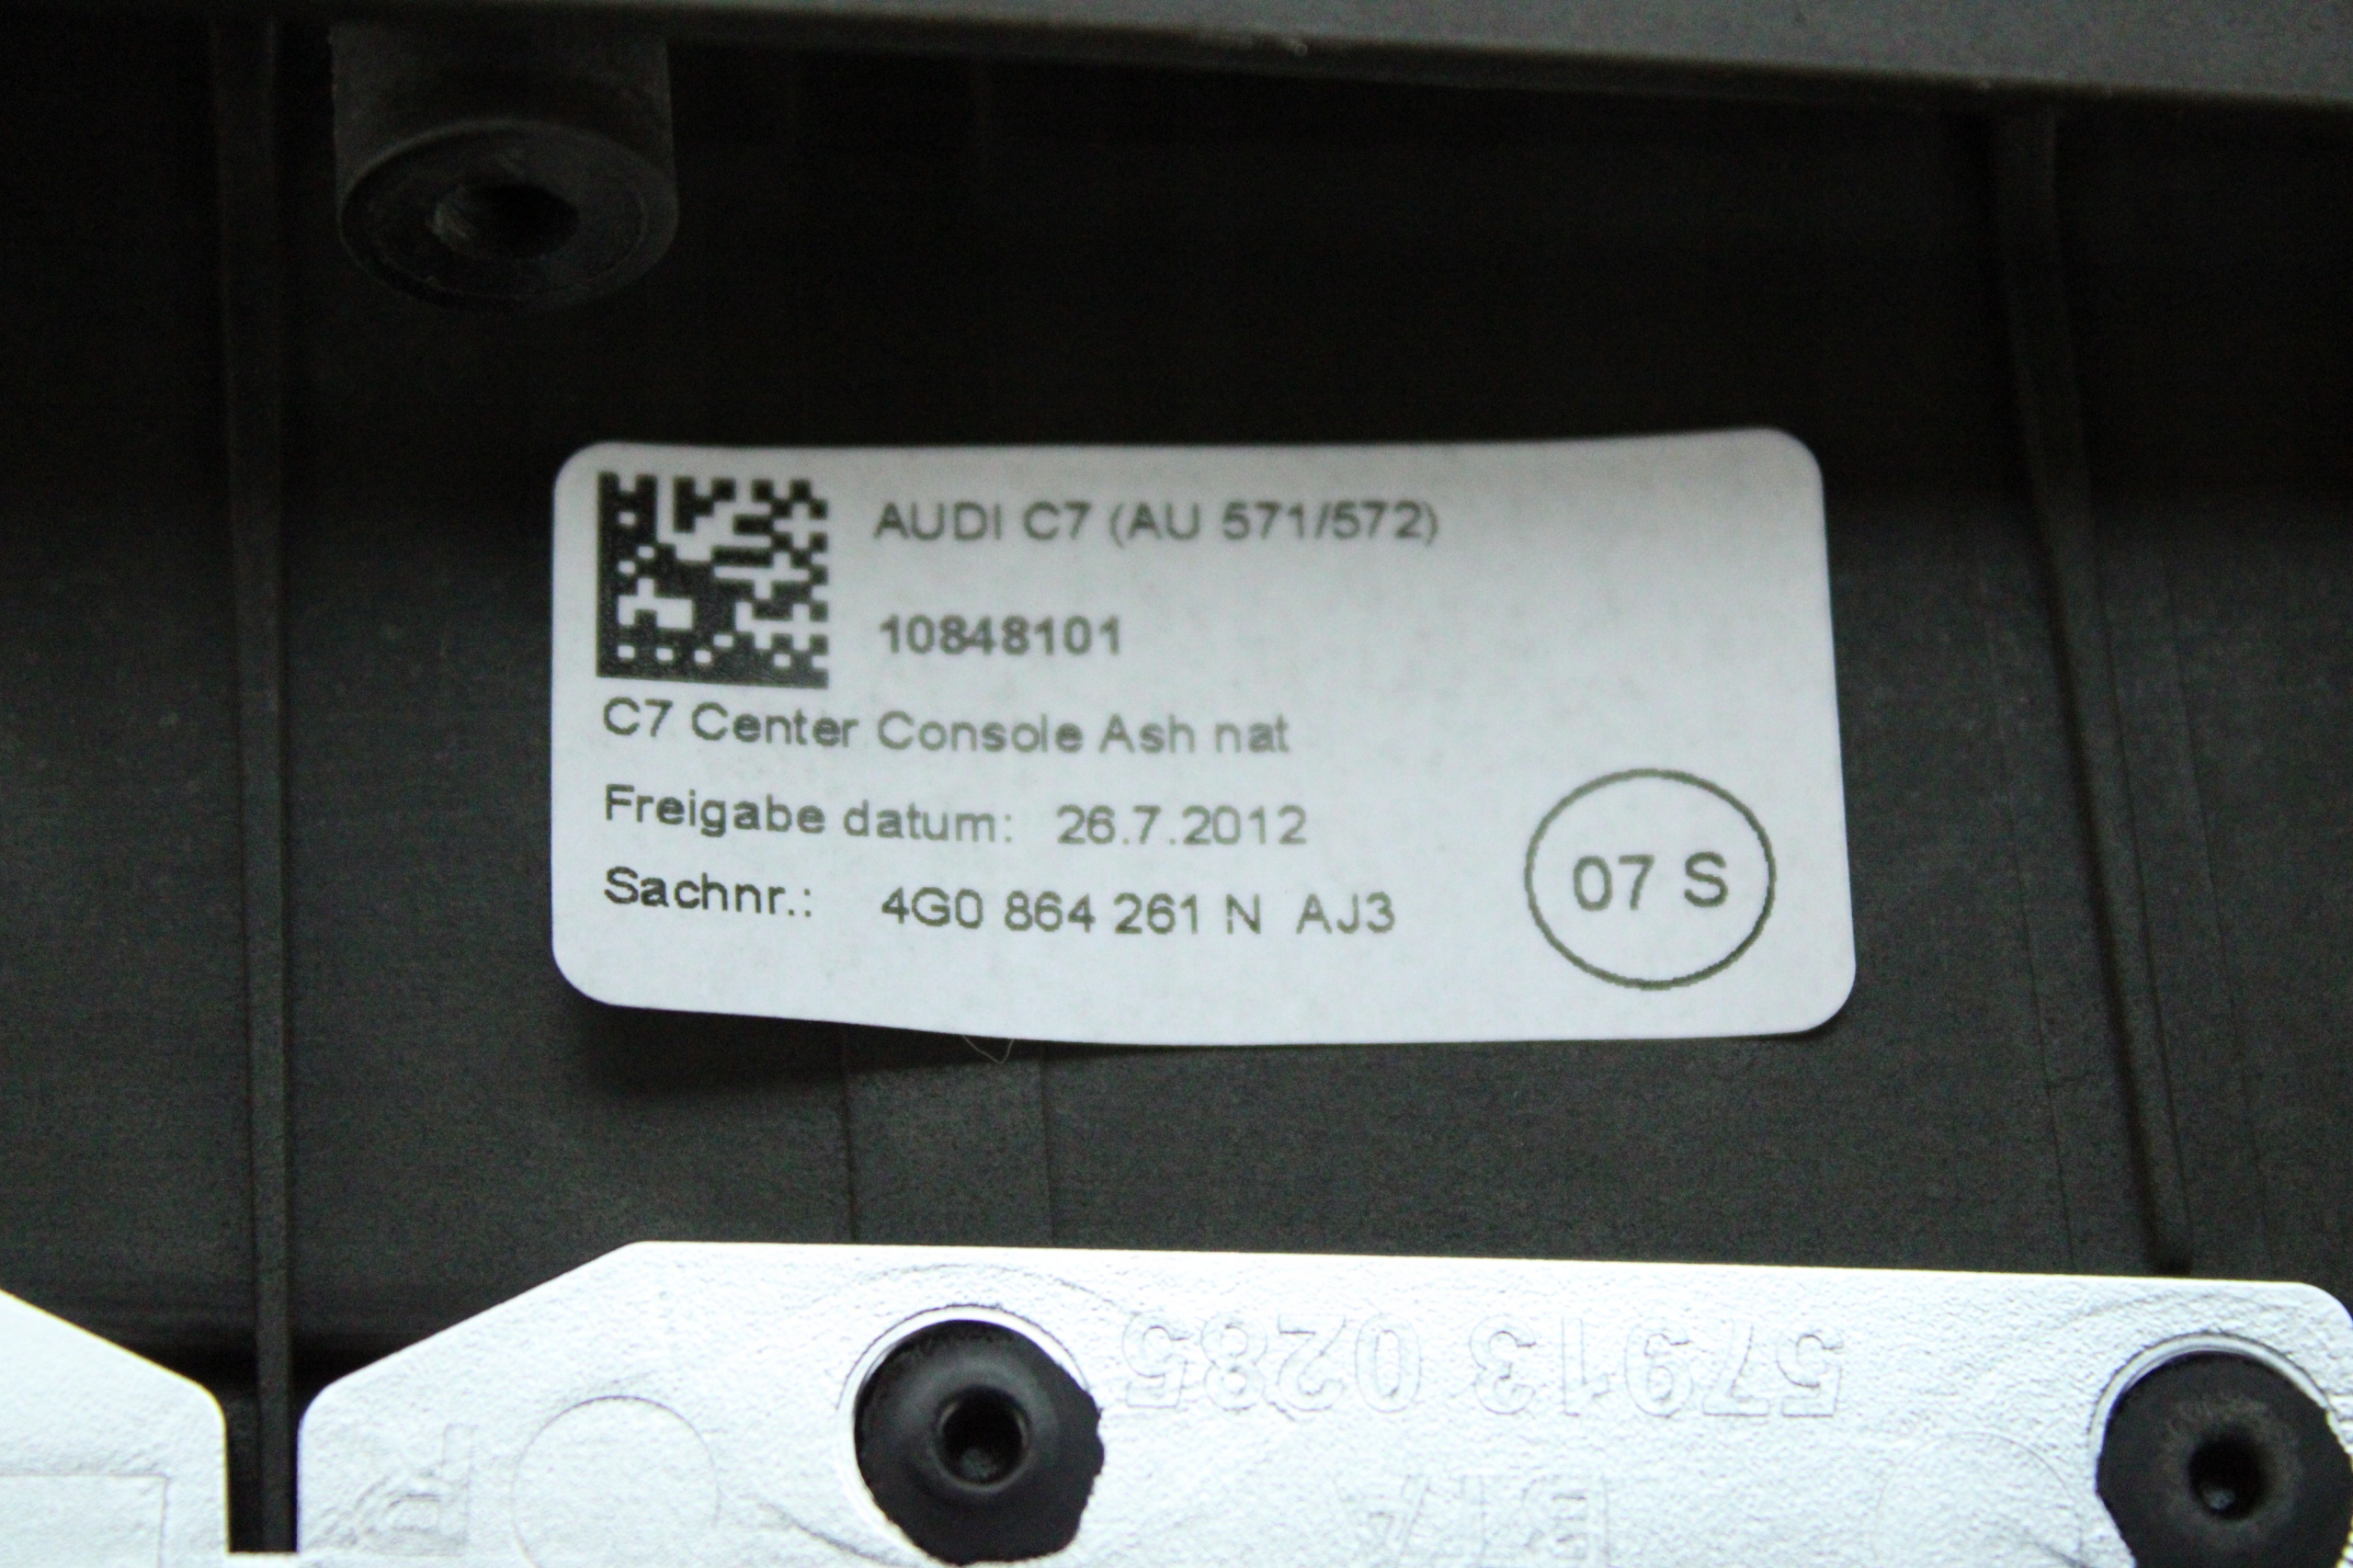 AUDI C7 (AU 571/572)
10848101
C7 Center Console Ash nat
Freigabe datum: 26.7.2012
Sachnr.: 4G0 864 261 N AJ3
07 S
57913 0285